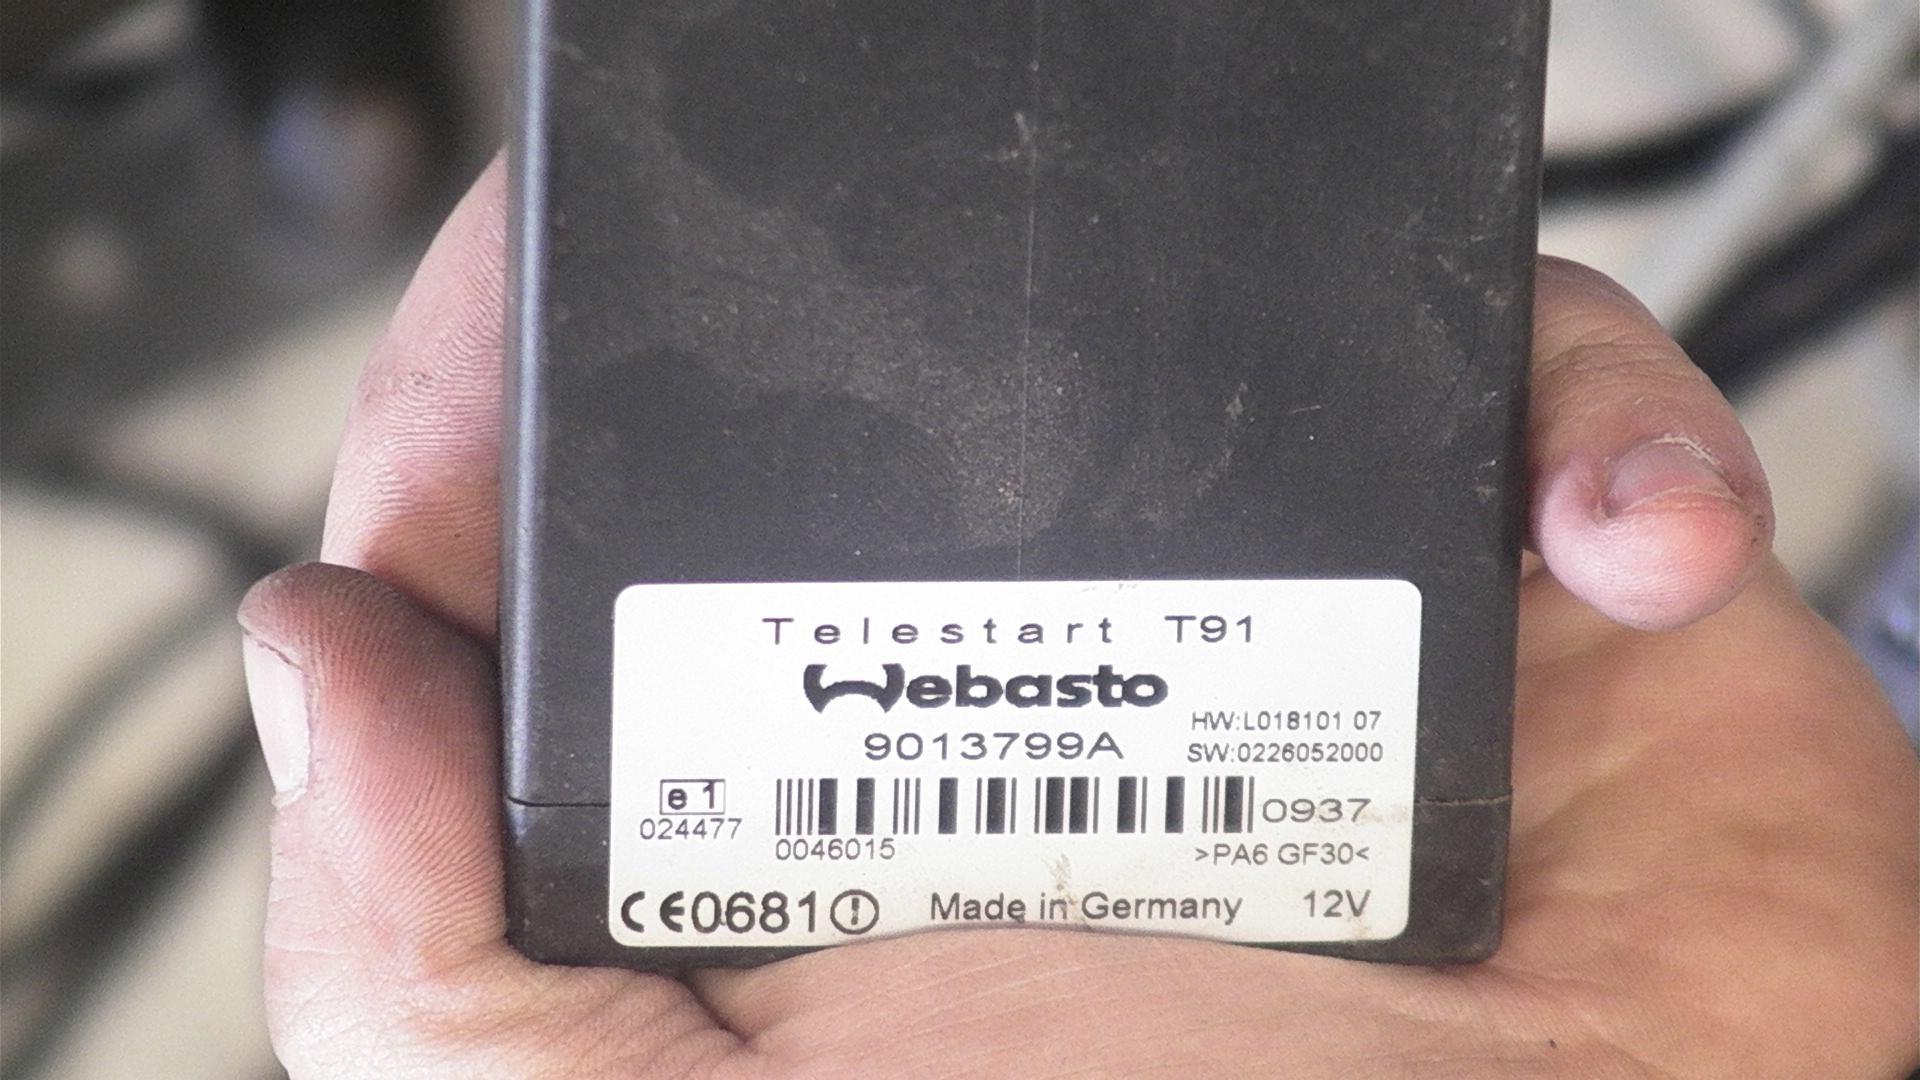 Telestart T91
Webasto
HW:L018101 07
9013799A
SW:0226052000
e1
0937
024477
0046015
>PA6 GF30<
CE0681
Made in Germany 12V